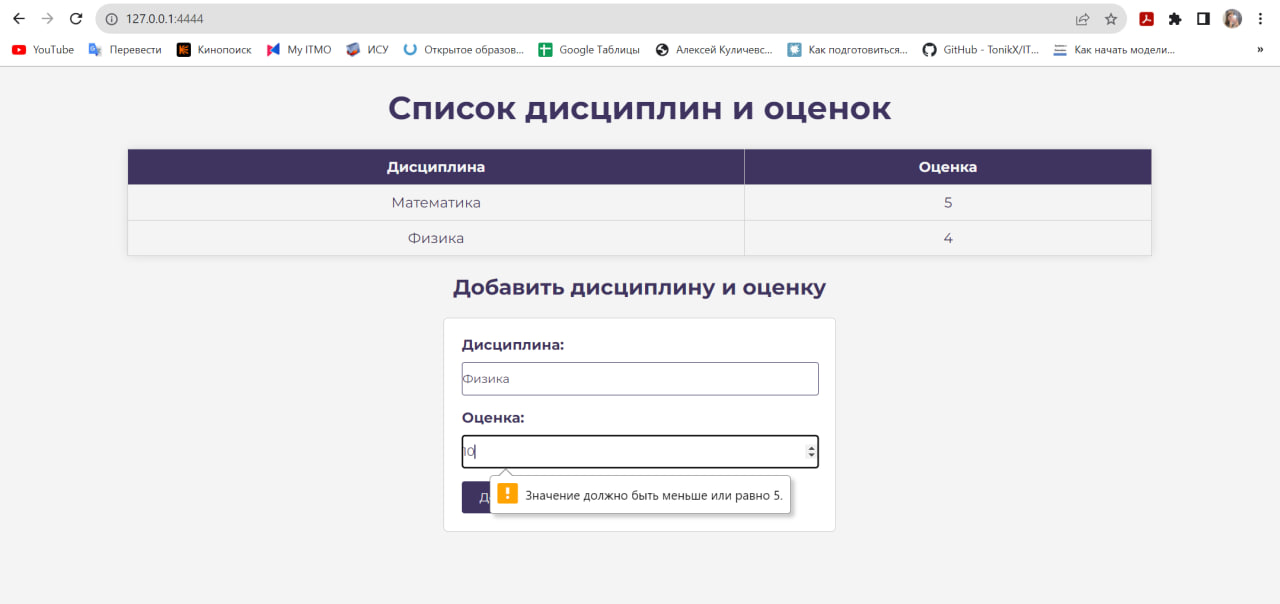 127.0.0.1:4444
YouTube Перевести Кинопоиск My ITMO ИСУ Открытое образов... Google Таблицы Алексей Куличевс... Как подготовиться... GitHub - TonikX/IT... Как начать модели... »
Список дисциплин и оценок
Дисциплина Оценка
Математика 5
Физика 4
Добавить дисциплину и оценку
Дисциплина:
Физика
Оценка:
10
Д
Значение должно быть меньше или равно 5.